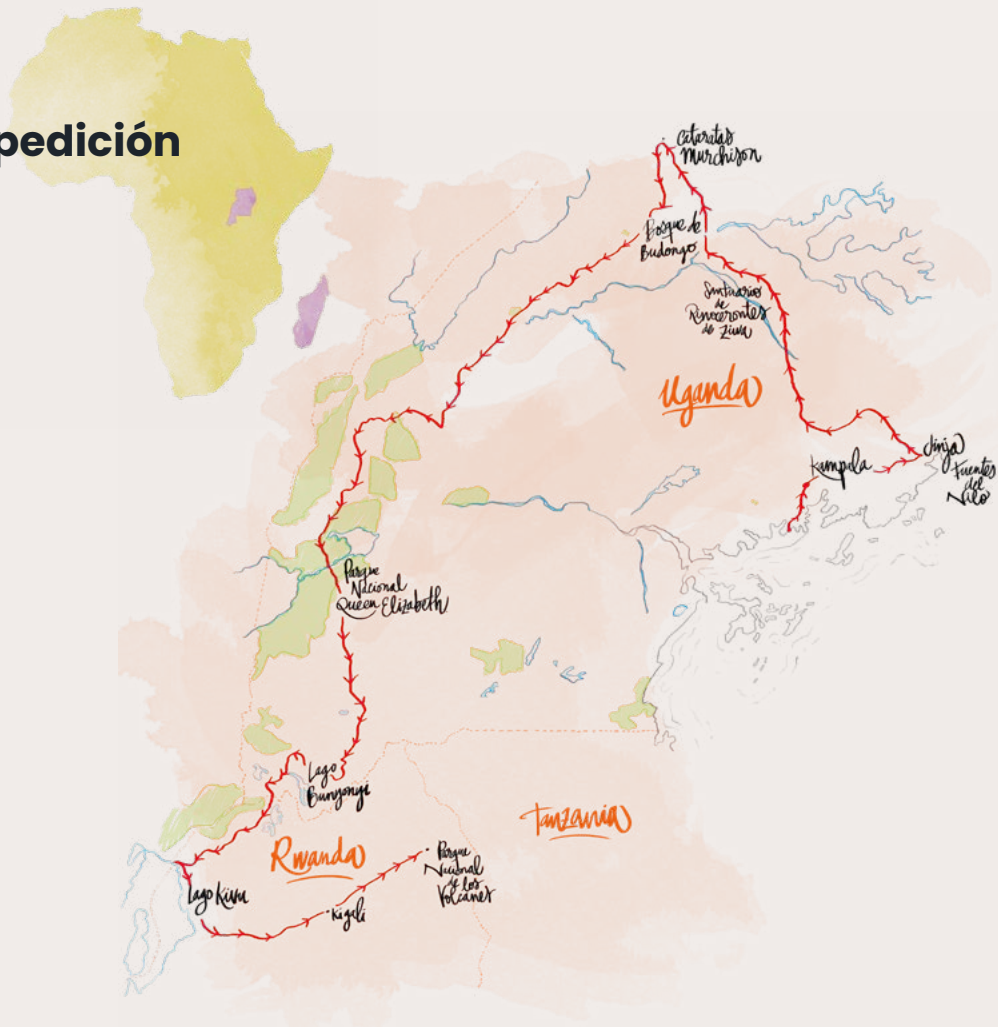 pedición
Cataratas
Murchison
Bosque de
Budongo
Santuario
de
Rinocerontes
de Ziwa
Uganda
Kampala
Jinja
Fuentes
del
Nilo
Parque
Nacional
Queen Elizabeth
Lago
Bunyonyi
Tanzania
Rwanda
Parque
Nacional
de los
Volcanes
Lago Kivu
Kigali